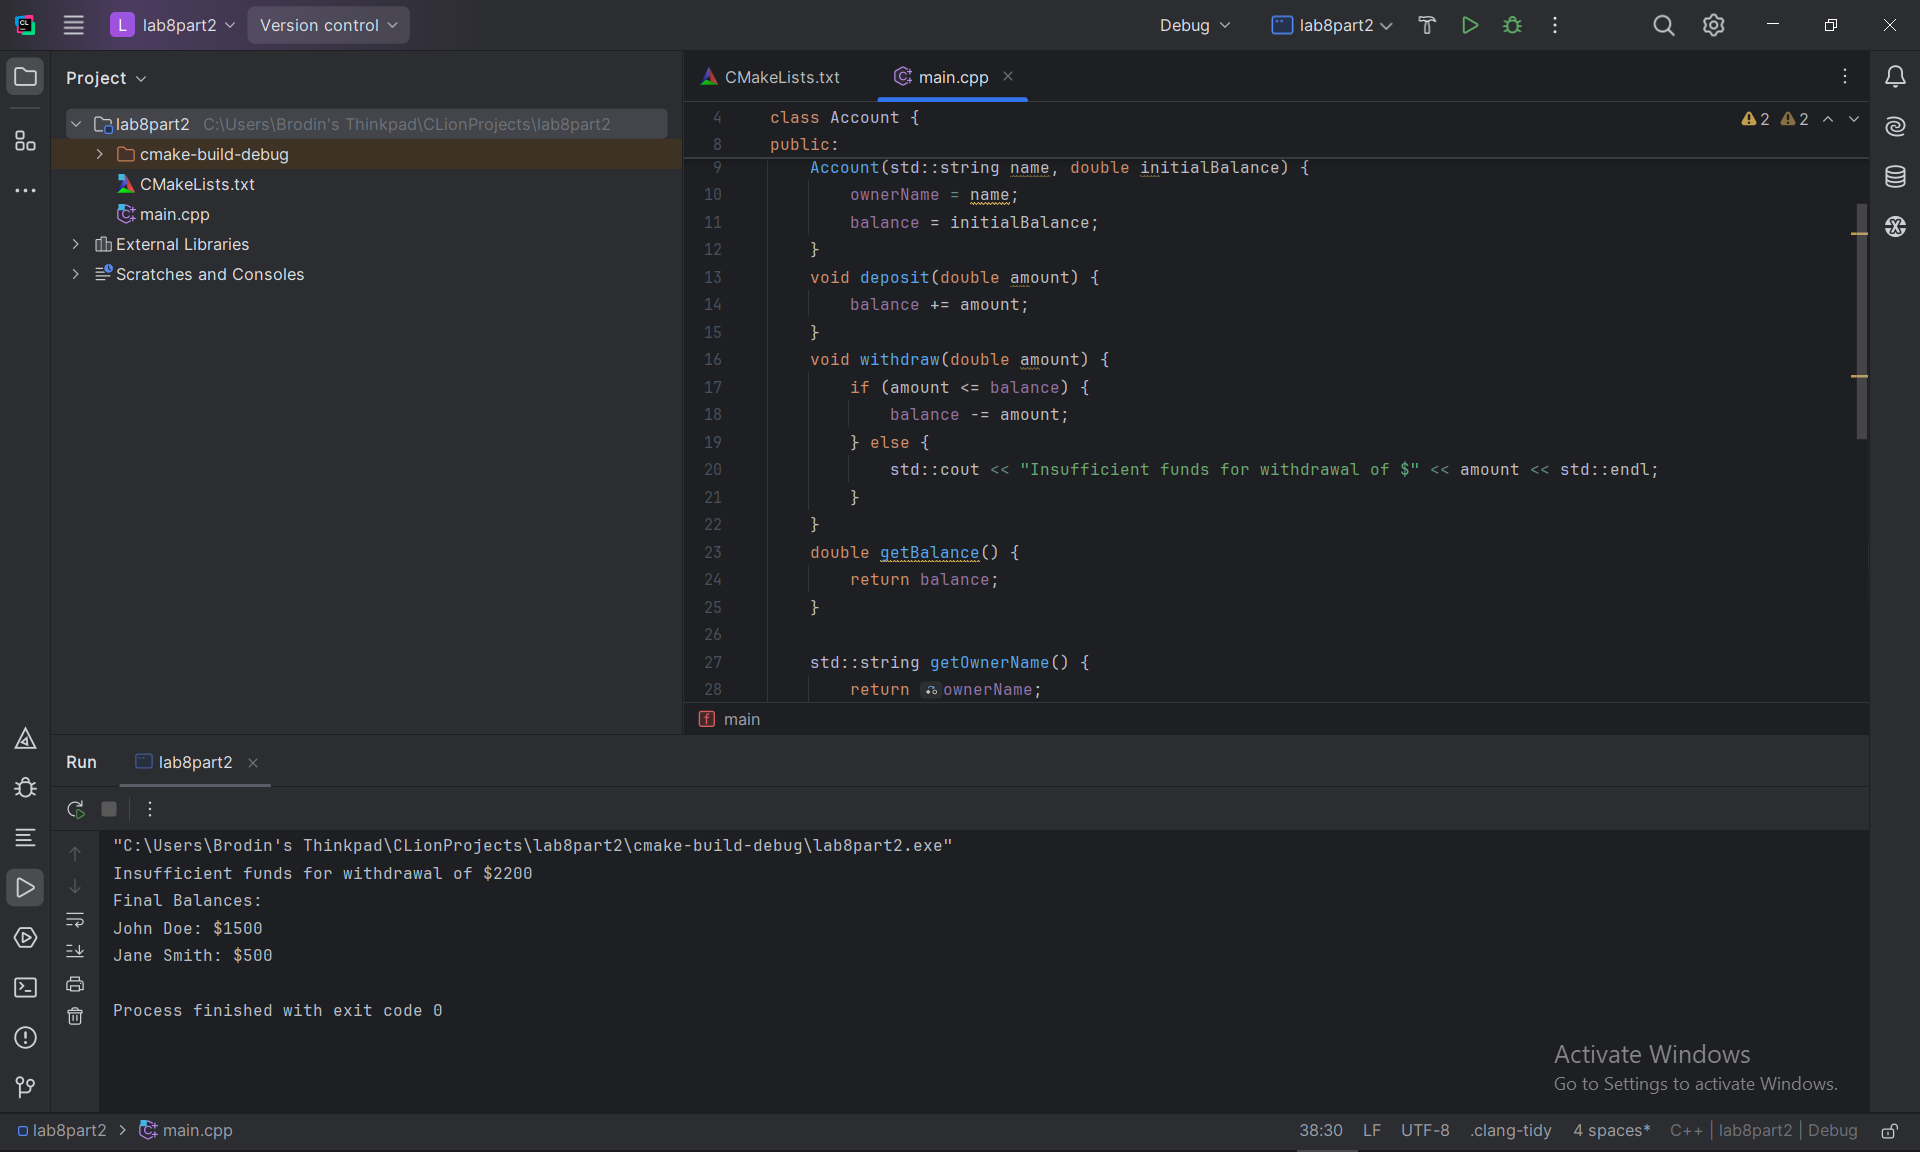 L lab8part2 Version control Debug lab8part2
Project
CMakeLists.txt main.cpp
lab8part2 C:\Users\Brodin's Thinkpad\CLionProjects\lab8part2
cmake-build-debug
CMakeLists.txt
main.cpp
External Libraries
Scratches and Consoles
2 2
4 class Account {
8 public:
9 Account(std::string name, double initialBalance) {
10 ownerName = name;
11 balance = initialBalance;
12 }
13 void deposit(double amount) {
14 balance += amount;
15 }
16 void withdraw(double amount) {
17 if (amount <= balance) {
18 balance -= amount;
19 } else {
20 std::cout << "Insufficient funds for withdrawal of $" << amount << std::endl;
21 }
22 }
23 double getBalance() {
24 return balance;
25 }
26
27 std::string getOwnerName() {
28 return ownerName;
f main
Run lab8part2
"C:\Users\Brodin's Thinkpad\CLionProjects\lab8part2\cmake-build-debug\lab8part2.exe"
Insufficient funds for withdrawal of $2200
Final Balances:
John Doe: $1500
Jane Smith: $500
Process finished with exit code 0
Activate Windows
Go to Settings to activate Windows.
lab8part2 > main.cpp 38:30 LF UTF-8 .clang-tidy 4 spaces* C++ | lab8part2 | Debug